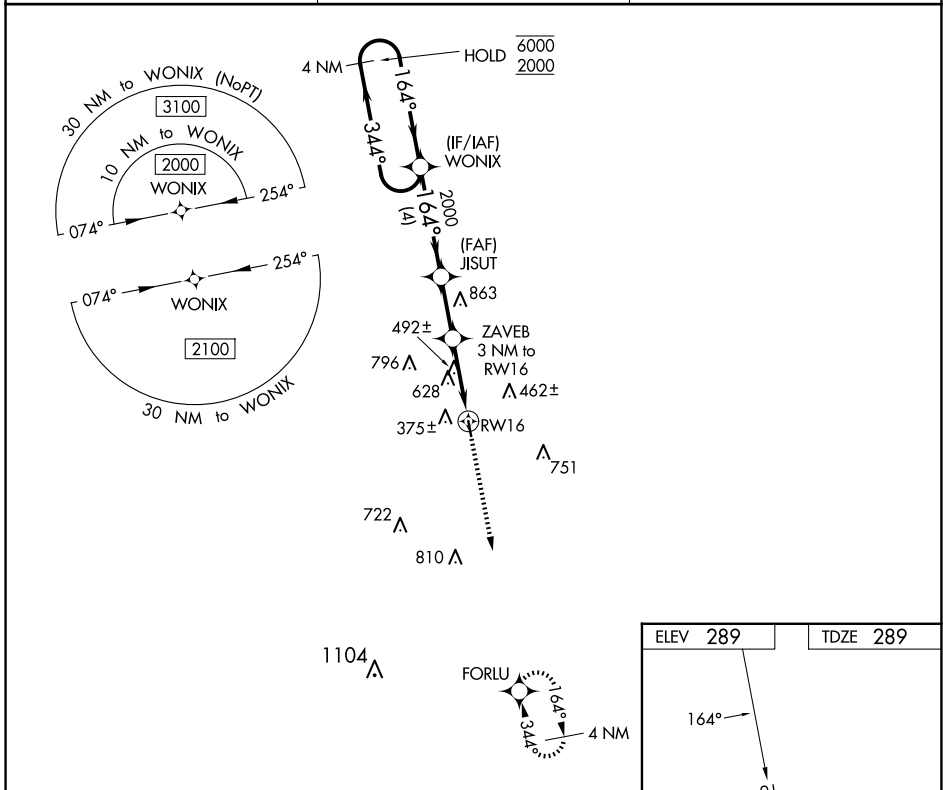 30 NM to WONIX (NoPT)
3100
10 NM to WONIX
2000
WONIX
074°
254°
074°
254°
WONIX
2100
30 NM to WONIX
4 NM
HOLD
6000
2000
164°
344°
(IF/IAF)
WONIX
2000
164°
(4)
(FAF)
JISUT
863
492±
ZAVEB
3 NM to
RW16
796
628
462±
375±
RW16
751
722
810
1104
FORLU
164°
344°
4 NM
ELEV 289
TDZE 289
164°